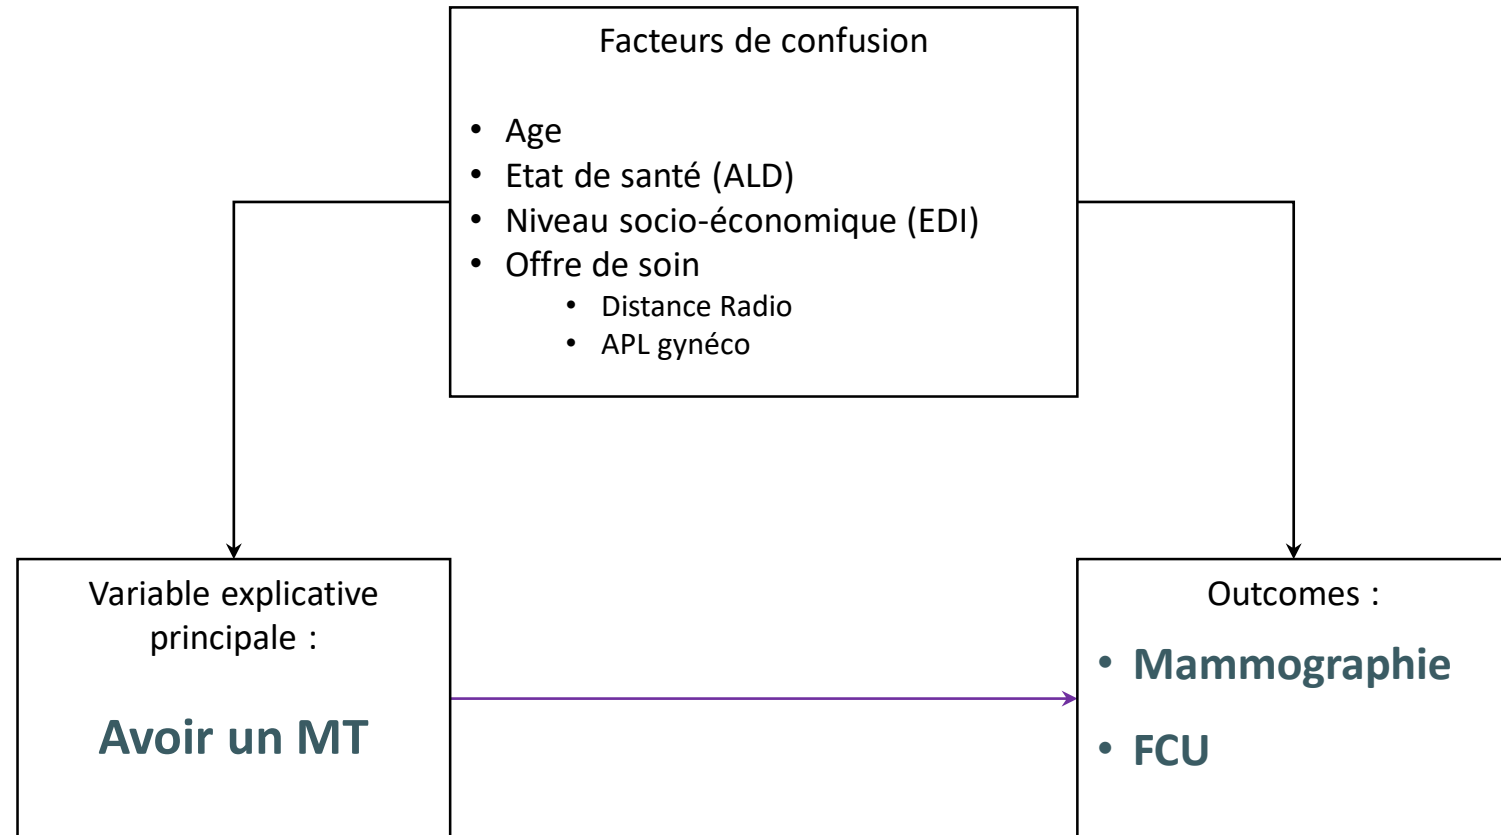 Facteurs de confusion
• Age
• Etat de santé (ALD)
• Niveau socio-économique (EDI)
• Offre de soin
• Distance Radio
• APL gynéco
Variable explicative
principale :
Avoir un MT
Outcomes :
• Mammographie
• FCU